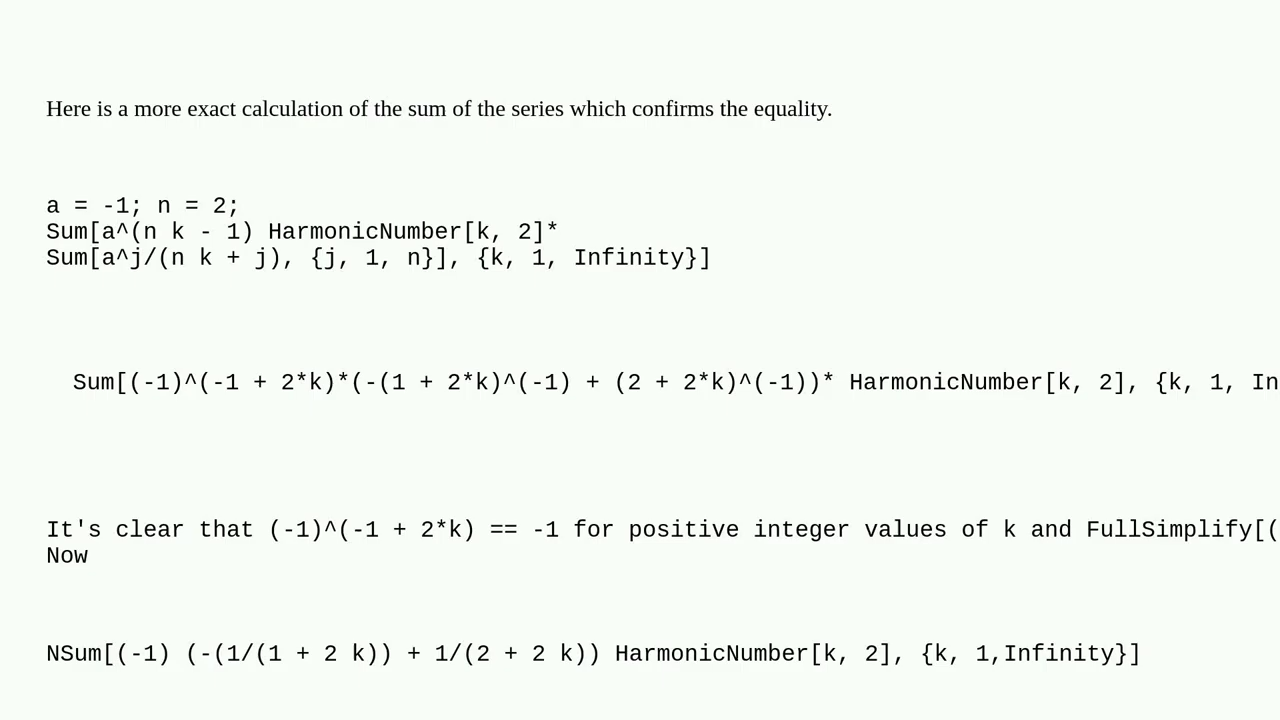 Here is a more exact calculation of the sum of the series which confirms the equality.
a = -1; n = 2;
Sum[a^(n k - 1) HarmonicNumber[k, 2]*
Sum[a^j/(n k + j), {j, 1, n}], {k, 1, Infinity}]
Sum[(-1)^(-1 + 2*k)*(-(1 + 2*k)^(-1) + (2 + 2*k)^(-1))* HarmonicNumber[k, 2], {k, 1, In
It's clear that (-1)^(-1 + 2*k) == -1 for positive integer values of k and FullSimplify[(
Now
NSum[(-1) (-(1/(1 + 2 k)) + 1/(2 + 2 k)) HarmonicNumber[k, 2], {k, 1,Infinity}]